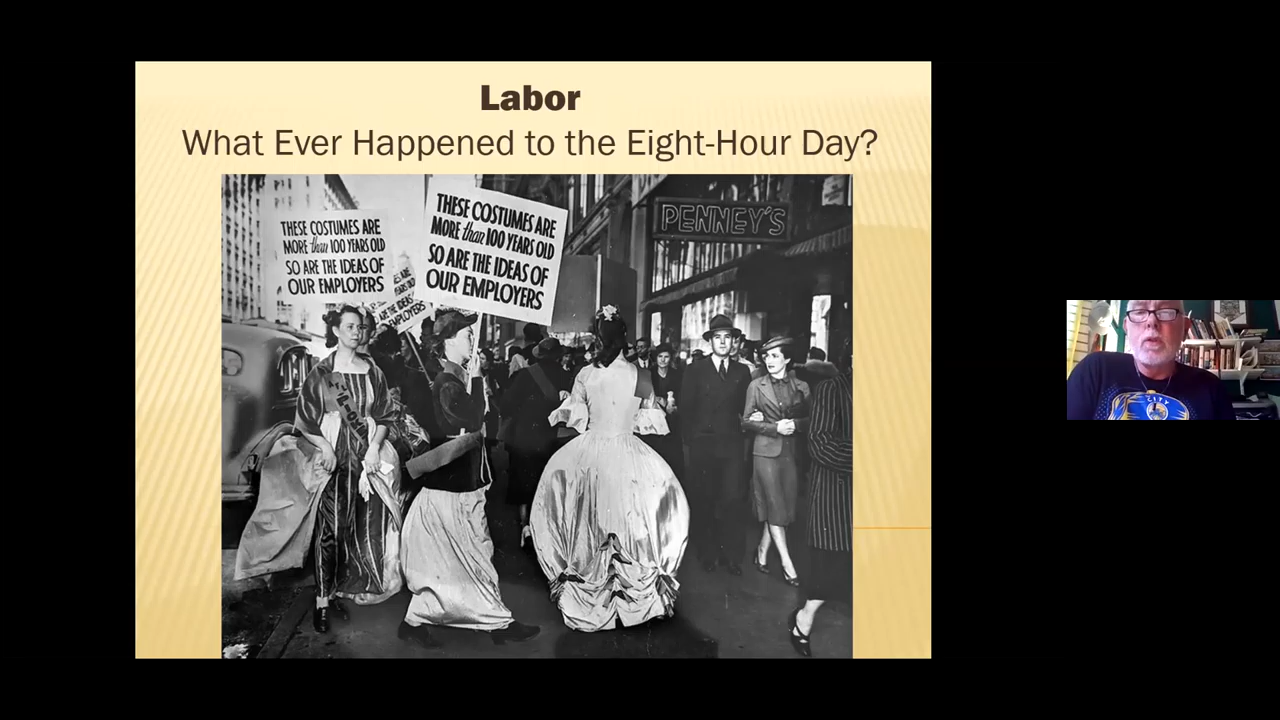 Labor
What Ever Happened to the Eight-Hour Day?
THESE COSTUMES ARE
MORE than 100 YEARS OLD
SO ARE THE IDEAS OF
OUR EMPLOYERS
THESE COSTUMES ARE
MORE than 100 YEARS OLD
SO ARE THE IDEAS OF
OUR EMPLOYERS
PENNEY'S
CITY